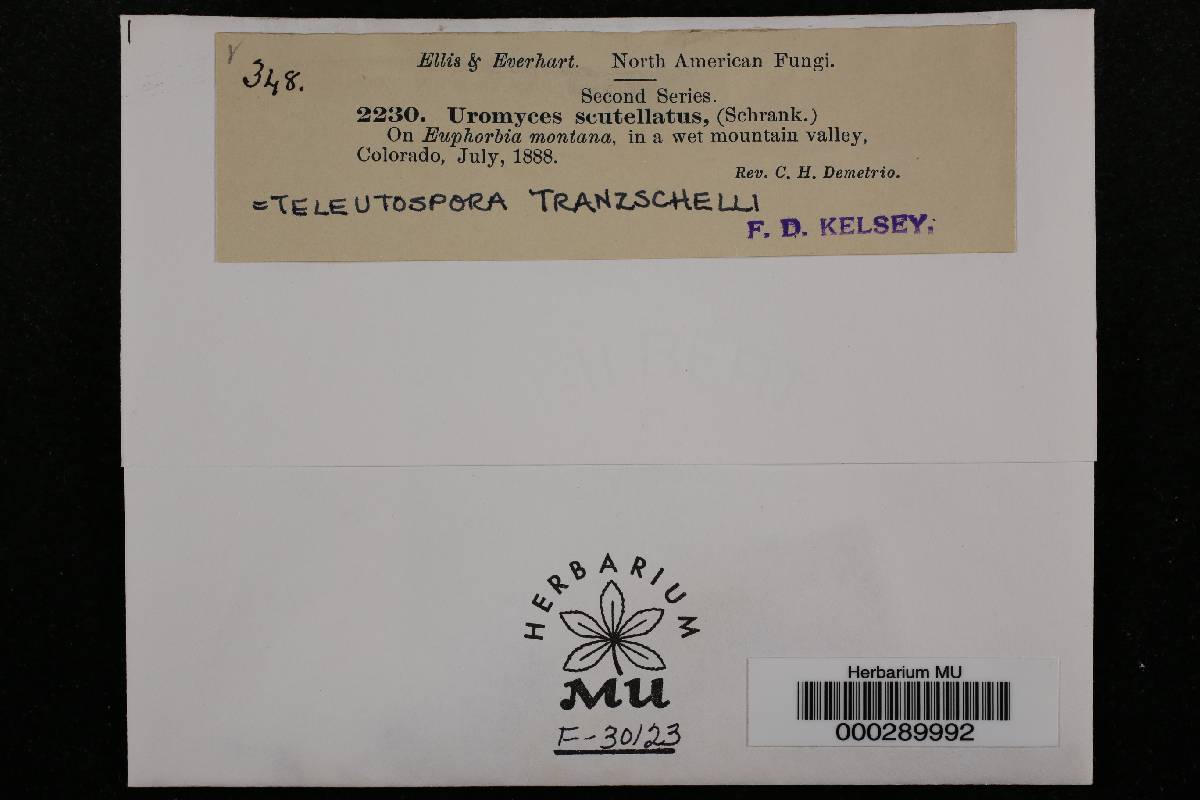 348.
Ellis & Everhart. North American Fungi.
Second Series.
2230. Uromyces scutellatus, (Schrank.)
On Euphorbia montana, in a wet mountain valley,
Colorado, July, 1888.
Rev. C. H. Demetrio.
=TELEUTOSPORA TRANZSCHELLI
F. D. KELSEY.
HERBARIUM
MU
F-30123
Herbarium MU
000289992